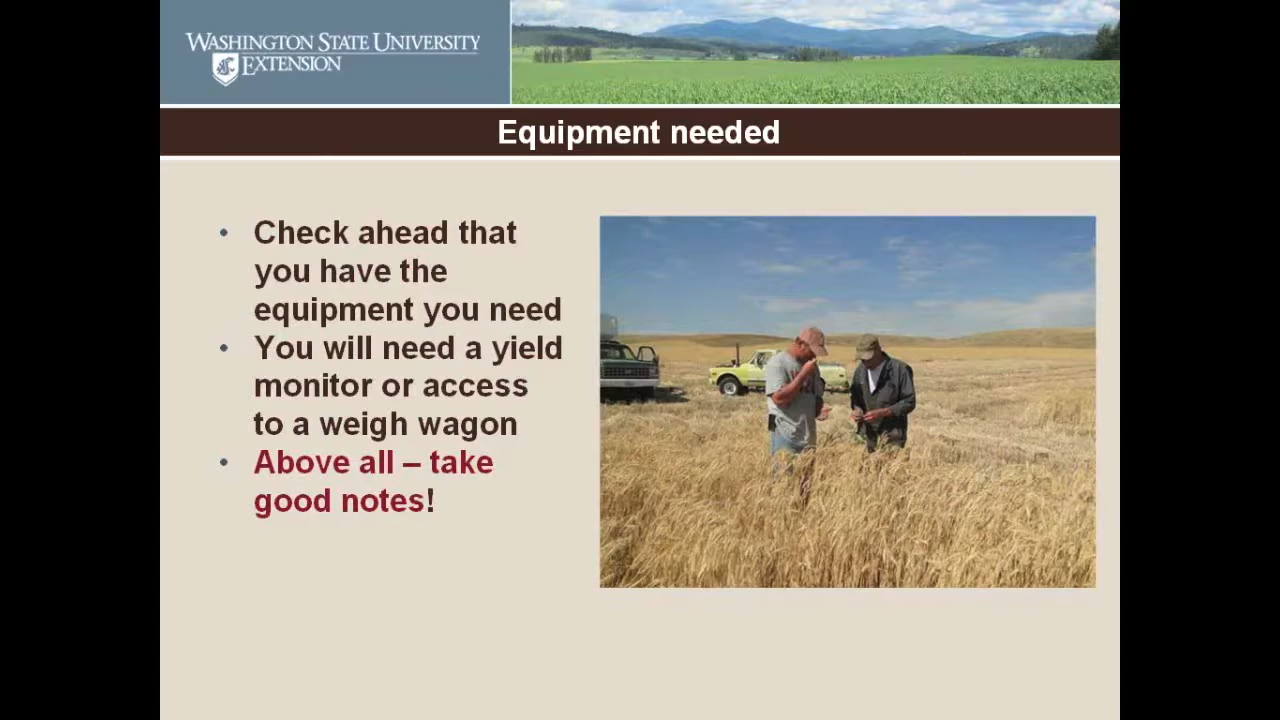 WASHINGTON STATE UNIVERSITY
EXTENSION
Equipment needed
• Check ahead that
you have the
equipment you need
• You will need a yield
monitor or access
to a weigh wagon
• Above all – take
good notes!